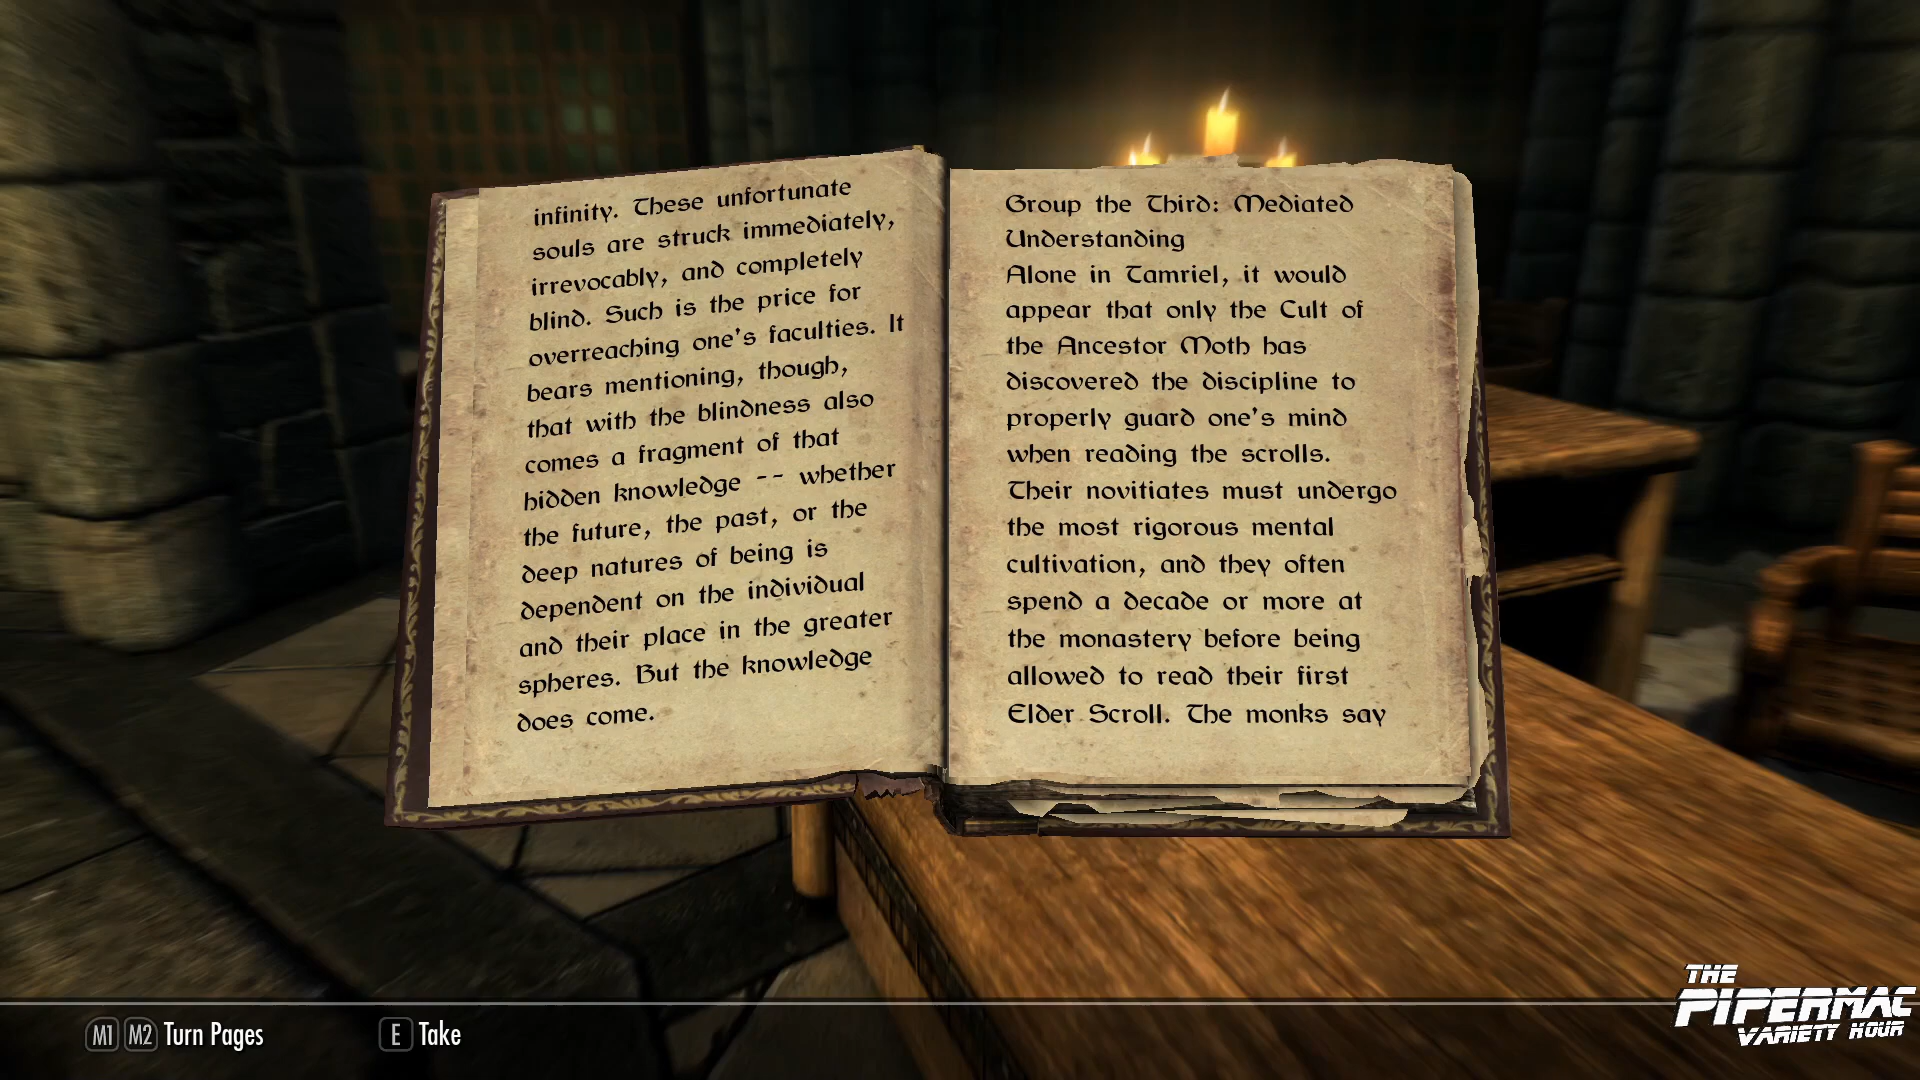 infinity. These unfortunate
souls are struck immediately,
irrevocably, and completely
blind. Such is the price for
overreaching one's faculties. It
bears mentioning, though,
that with the blindness also
comes a fragment of that
hidden knowledge -- whether
the future, the past, or the
deep natures of being is
dependent on the individual
and their place in the greater
spheres. But the knowledge
does come.
Group the Third: Mediated
Understanding
Alone in Tamriel, it would
appear that only the Cult of
the Ancestor Moth has
discovered the discipline to
properly guard one's mind
when reading the scrolls.
Their novitiates must undergo
the most rigorous mental
cultivation, and they often
spend a decade or more at
the monastery before being
allowed to read their first
Elder Scroll. The monks say
M1 M2 Turn Pages
E Take
THE
PIPERMAC
VARIETY HOUR